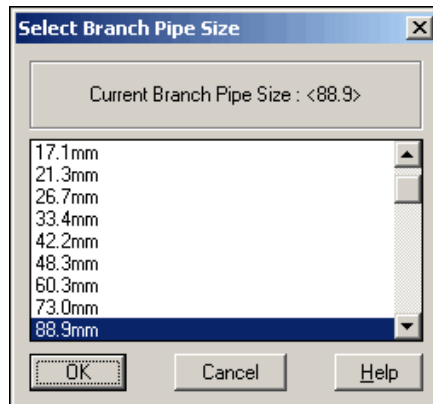 Select Branch Pipe Size
Current Branch Pipe Size : <88.9>
17.1mm
21.3mm
26.7mm
33.4mm
42.2mm
48.3mm
60.3mm
73.0mm
88.9mm
OK Cancel Help